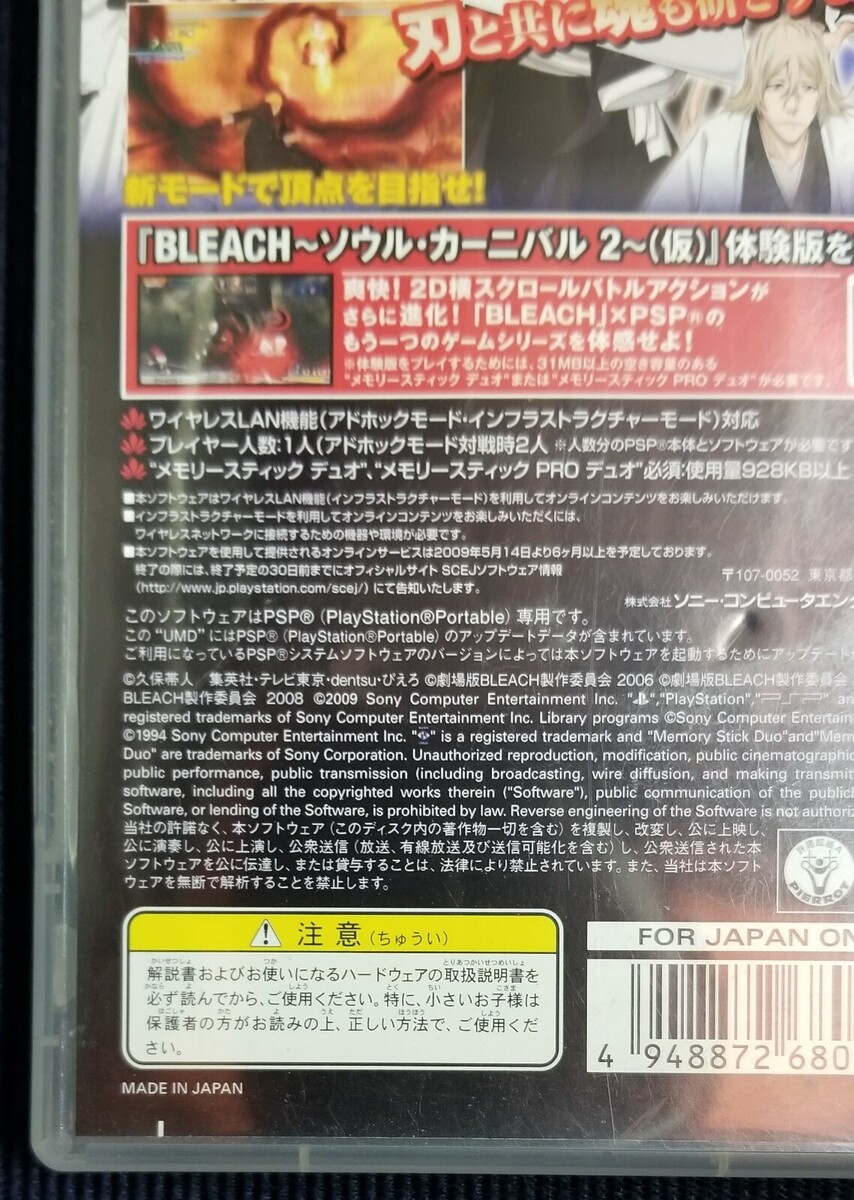 刃と共に魂も研ぎ
新モードで頂点を目指せ!
『BLEACH～ソウル・カーニバル 2～(仮)』体験版を
爽快! 2D横スクロールバトルアクションが
さらに進化!「BLEACH」×PSP®の
もう一つのゲームシリーズを体感せよ!
※体験版をプレイするためには、31MB以上の空き容量のある
"メモリースティック デュオ"または"メモリースティック PRO デュオ"が必要です。
ワイヤレスLAN機能(アドホックモード・インフラストラクチャーモード)対応
プレイヤー人数:1人(アドホックモード対戦時2人 ※人数分のPSP®本体とソフトウェアが必要です
"メモリースティック デュオ"、"メモリースティック PRO デュオ"必須:使用量928KB以上
■本ソフトウェアはワイヤレスLAN機能(インフラストラクチャーモード)を利用してオンラインコンテンツをお楽しみいただけます。
■インフラストラクチャーモードを利用してオンラインコンテンツをお楽しみいただくには、
ワイヤレスネットワークに接続するための機器や環境が必要です。
■本ソフトウェアを使用して提供されるオンラインサービスは2009年5月14日より6ヶ月以上を予定しております。
終了の際には、終了予定の30日前までにオフィシャルサイト SCEJソフトウェア情報
(http://www.jp.playstation.com/scej/)にて告知いたします。
〒107-0052 東京都
株式会社 ソニー・コンピュータエンタ
このソフトウェアはPSP® (PlayStation®Portable) 専用です。
この "UMD" にはPSP® (PlayStation®Portable) のアップデートデータが含まれています。
ご利用になっているPSP®システムソフトウェアのバージョンによっては本ソフトウェアを起動するためにアップデート
©久保帯人 集英社・テレビ東京・dentsu・ぴえろ ©劇場版BLEACH製作委員会 2006 ©劇場版BLEACH製作委員会
BLEACH製作委員会 2008 ©2009 Sony Computer Entertainment Inc. "PS","PlayStation","PSP" and
registered trademarks of Sony Computer Entertainment Inc. Library programs ©Sony Computer Entertain
©1994 Sony Computer Entertainment Inc. "" is a registered trademark and "Memory Stick Duo"and"Mem
Duo" are trademarks of Sony Corporation. Unauthorized reproduction, modification, public cinematographic
public performance, public transmission (including broadcasting, wire diffusion, and making transmit
software, including all the copyrighted works therein ("Software"), public communication of the publicl
Software, or lending of the Software, is prohibited by law. Reverse engineering of the Software is not authoriz
当社の許諾なく、本ソフトウェア (このディスク内の著作物一切を含む) を複製し、改変し、公に上映し、
公に演奏し、公に上演し、公衆送信 (放送、有線放送及び送信可能化を含む) し、公衆送信された本
ソフトウェアを公に伝達し、または貸与することは、法律により禁止されています。また、当社は本ソフト
ウェアを無断で解析することを禁止します。
PIERROT
注意(ちゅうい)
解説書およびお使いになるハードウェアの取扱説明書を
必ず読んでから、ご使用ください。特に、小さいお子様は
保護者の方がお読みの上、正しい方法で、ご使用くだ
さい。
FOR JAPAN ON
4 948872 680
MADE IN JAPAN